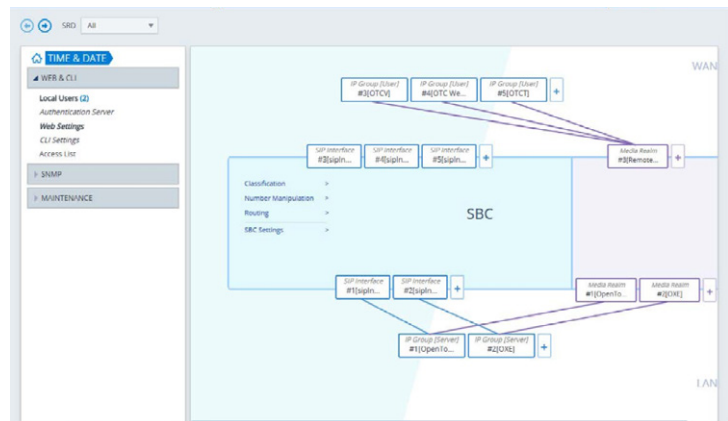 SRD All
TIME & DATE
WEB & CLI
Local Users (2)
Authentication Server
Web Settings
CLI Settings
Access List
SNMP
MAINTENANCE
WAN
IP Group [User] IP Group [User] IP Group [User]
#3[OTCV] #4[OTC We... #5[OTCT] +
SIP Interface SIP Interface SIP Interface Media Realm
#3[sipIn... #4[sipIn... #5[sipIn... + #3[Remote... +
Classification >
Number Manipulation >
Routing >
SBC Settings >
SBC
SIP Interface SIP Interface Media Realm Media Realm
#1[sipIn... #2[sipIn... + #1[OpenTo... #2[OXE] +
IP Group [Server] IP Group [Server]
#1[OpenTo... #2[OXE] +
LAN